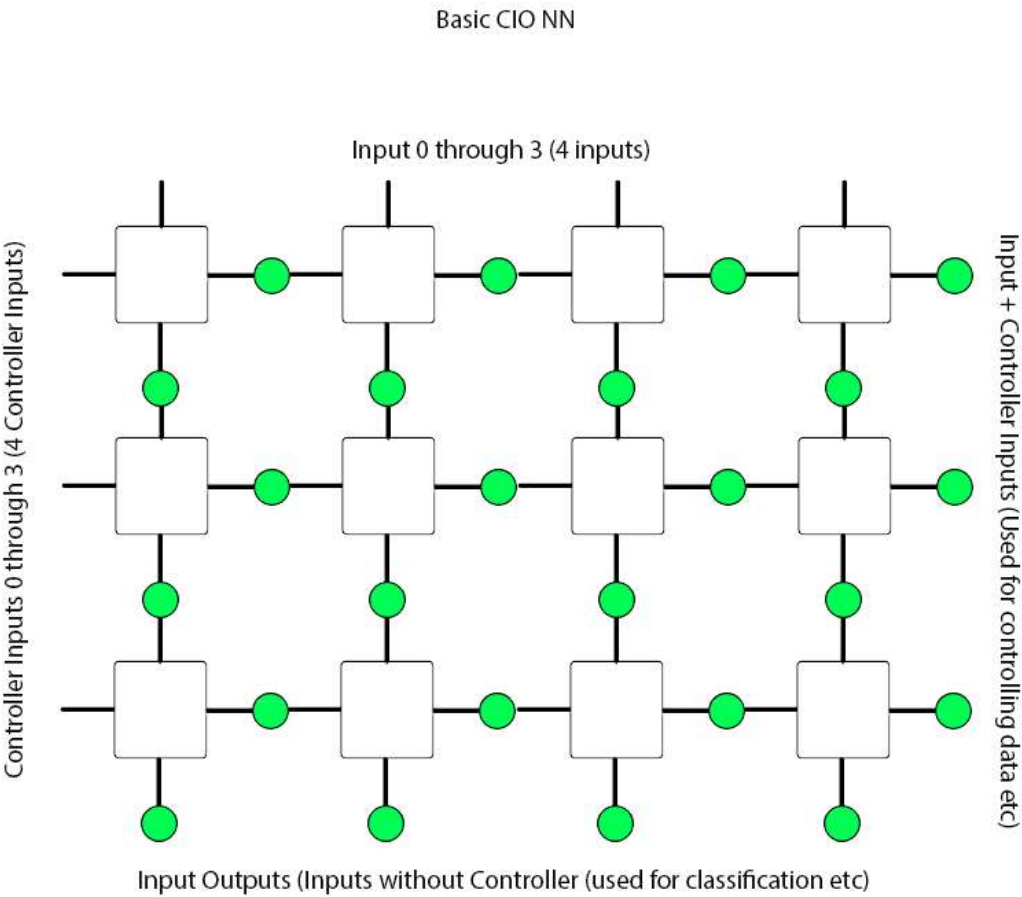 Basic CIO NN
Input 0 through 3 (4 inputs)
Controller Inputs 0 through 3 (4 Controller Inputs)
Input + Controller Inputs (Used for controlling data etc)
Input Outputs (Inputs without Controller (used for classification etc)